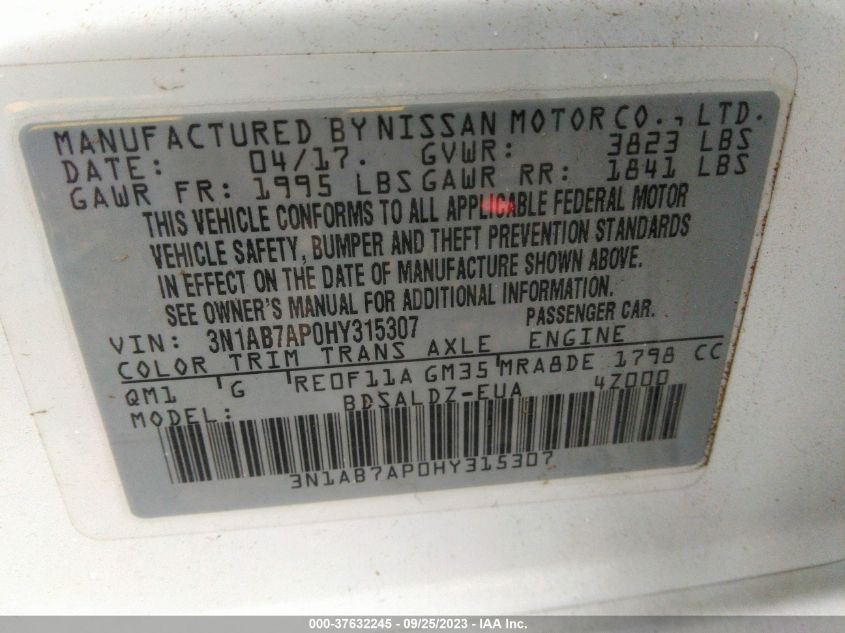 MANUFACTURED BY NISSAN MOTOR CO., LTD.
DATE: 04/17. GVWR: 3823 LBS
GAWR FR: 1995 LBS GAWR RR: 1841 LBS
THIS VEHICLE CONFORMS TO ALL APPLICABLE FEDERAL MOTOR
VEHICLE SAFETY, BUMPER AND THEFT PREVENTION STANDARDS
IN EFFECT ON THE DATE OF MANUFACTURE SHOWN ABOVE.
SEE OWNER'S MANUAL FOR ADDITIONAL INFORMATION.
VIN: 3N1AB7AP0HY315307 PASSENGER CAR.
COLOR TRIM TRANS AXLE ENGINE
QM1 G RE0F11A GM35 MRA8DE 1798 CC
MODEL: BDSALDZ-EUA 4Z000
3N1AB7AP0HY315307
000-37632245 - 09/25/2023 - IAA Inc.